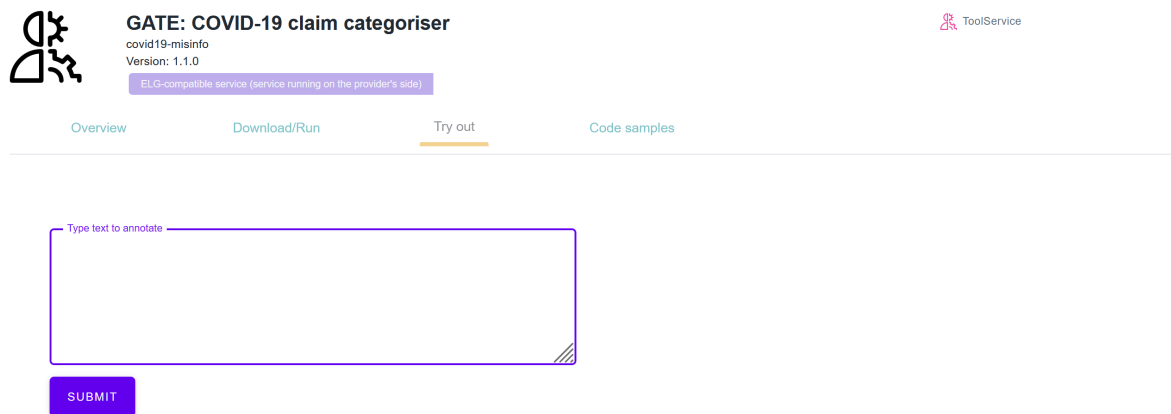 GATE: COVID-19 claim categoriser
ToolService
covid19-misinfo
Version: 1.1.0
ELG-compatible service (service running on the provider's side)
Overview Download/Run Try out Code samples
Type text to annotate
SUBMIT